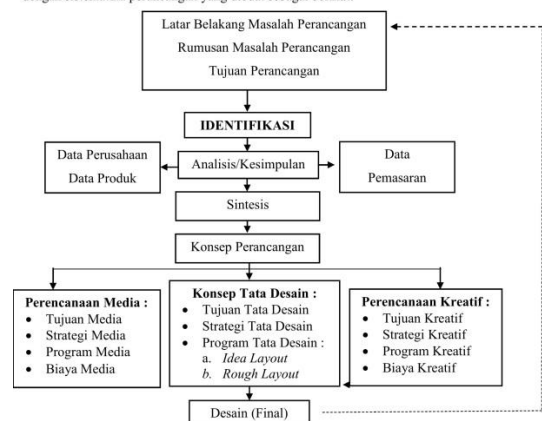 Latar Belakang Masalah Perancangan
Rumusan Masalah Perancangan
Tujuan Perancangan
IDENTIFIKASI
Data Perusahaan
Data Produk
Analisis/Kesimpulan
Data
Pemasaran
Sintesis
Konsep Perancangan
Perencanaan Media :
• Tujuan Media
• Strategi Media
• Program Media
• Biaya Media
Konsep Tata Desain :
• Tujuan Tata Desain
• Strategi Tata Desain
• Program Tata Desain :
a. Idea Layout
b. Rough Layout
Perencanaan Kreatif :
• Tujuan Kreatif
• Strategi Kreatif
• Program Kreatif
• Biaya Kreatif
Desain (Final)